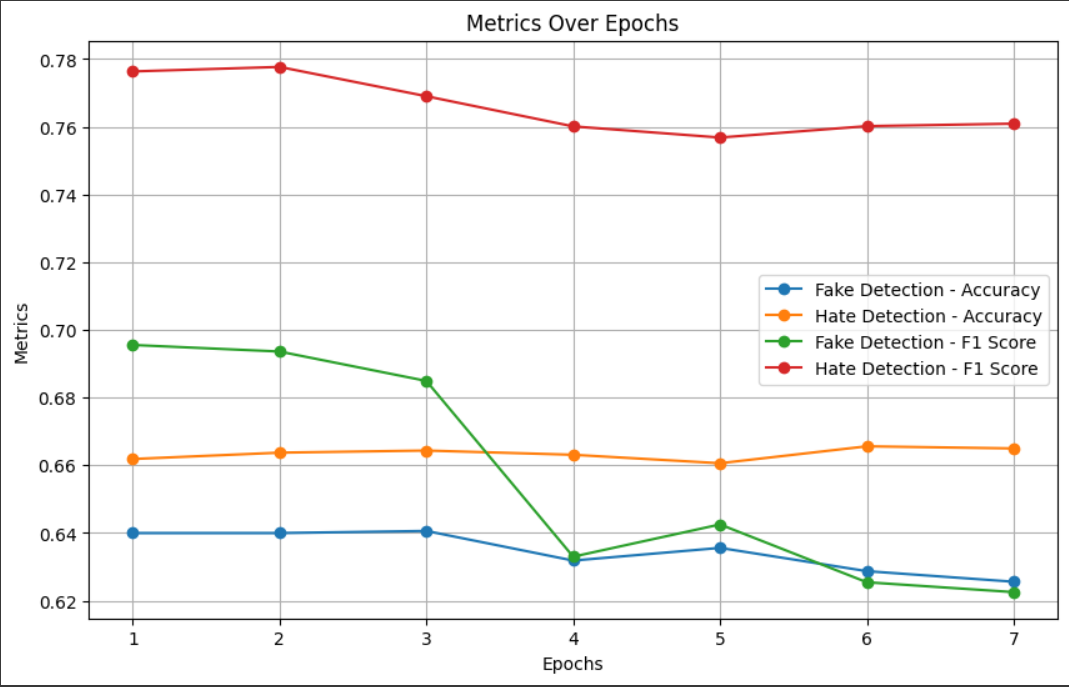 Metrics Over Epochs
0.78
0.76
0.74
0.72
0.70
0.68
0.66
0.64
0.62
Metrics
Fake Detection - Accuracy
Hate Detection - Accuracy
Fake Detection - F1 Score
Hate Detection - F1 Score
1 2 3 4 5 6 7
Epochs